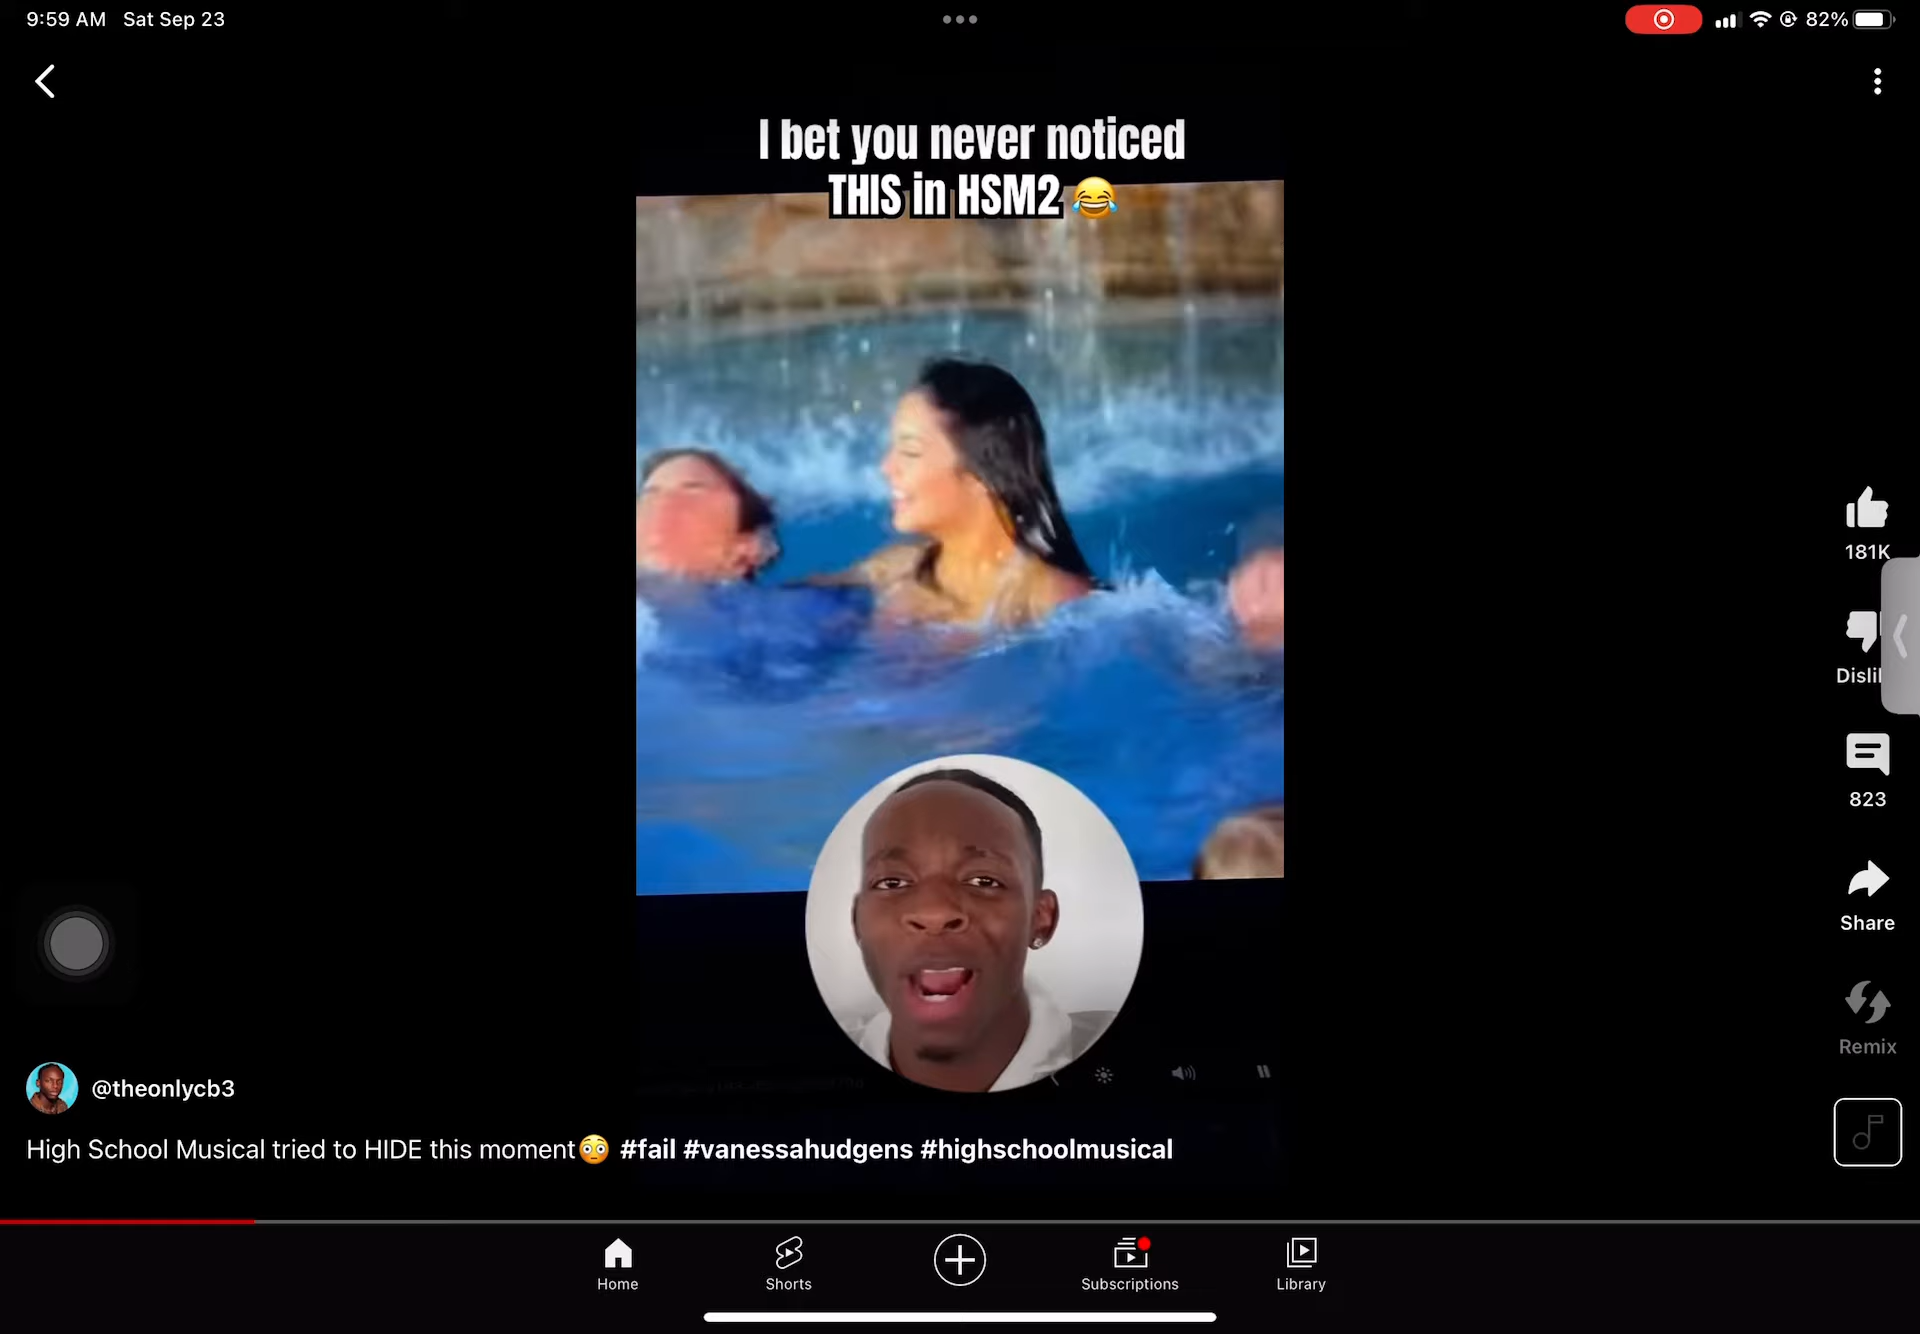 9:59 AM Sat Sep 23
82%
I bet you never noticed
THIS in HSM2 😂
181K
Disli
823
Share
Remix
@theonlycb3
High School Musical tried to HIDE this moment😳 #fail #vanessahudgens #highschoolmusical
Home
Shorts
Subscriptions
Library